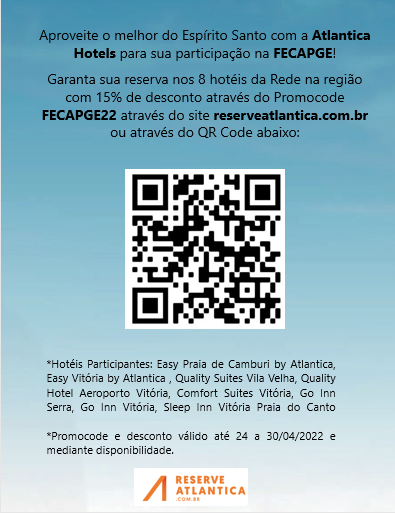 Aproveite o melhor do Espírito Santo com a Atlantica
Hotels para sua participação na FECAPGE!
Garanta sua reserva nos 8 hotéis da Rede na região
com 15% de desconto através do Promocode
FECAPGE22 através do site reserveatlantica.com.br
ou através do QR Code abaixo:
*Hotéis Participantes: Easy Praia de Camburi by Atlantica,
Easy Vitória by Atlantica , Quality Suites Vila Velha, Quality
Hotel Aeroporto Vitória, Comfort Suites Vitória, Go Inn
Serra, Go Inn Vitória, Sleep Inn Vitória Praia do Canto
*Promocode e desconto válido até 24 a 30/04/2022 e
mediante disponibilidade.
RESERVE
ATLANTICA
.COM.BR